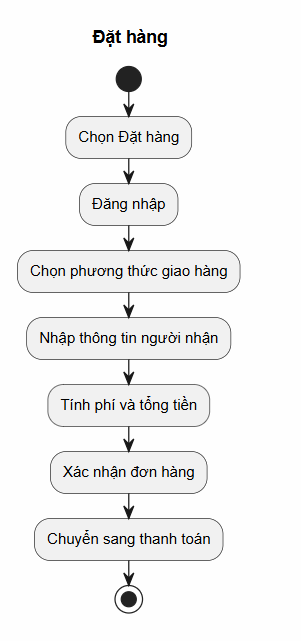 Đặt hàng
Chọn Đặt hàng
Đăng nhập
Chọn phương thức giao hàng
Nhập thông tin người nhận
Tính phí và tổng tiền
Xác nhận đơn hàng
Chuyển sang thanh toán